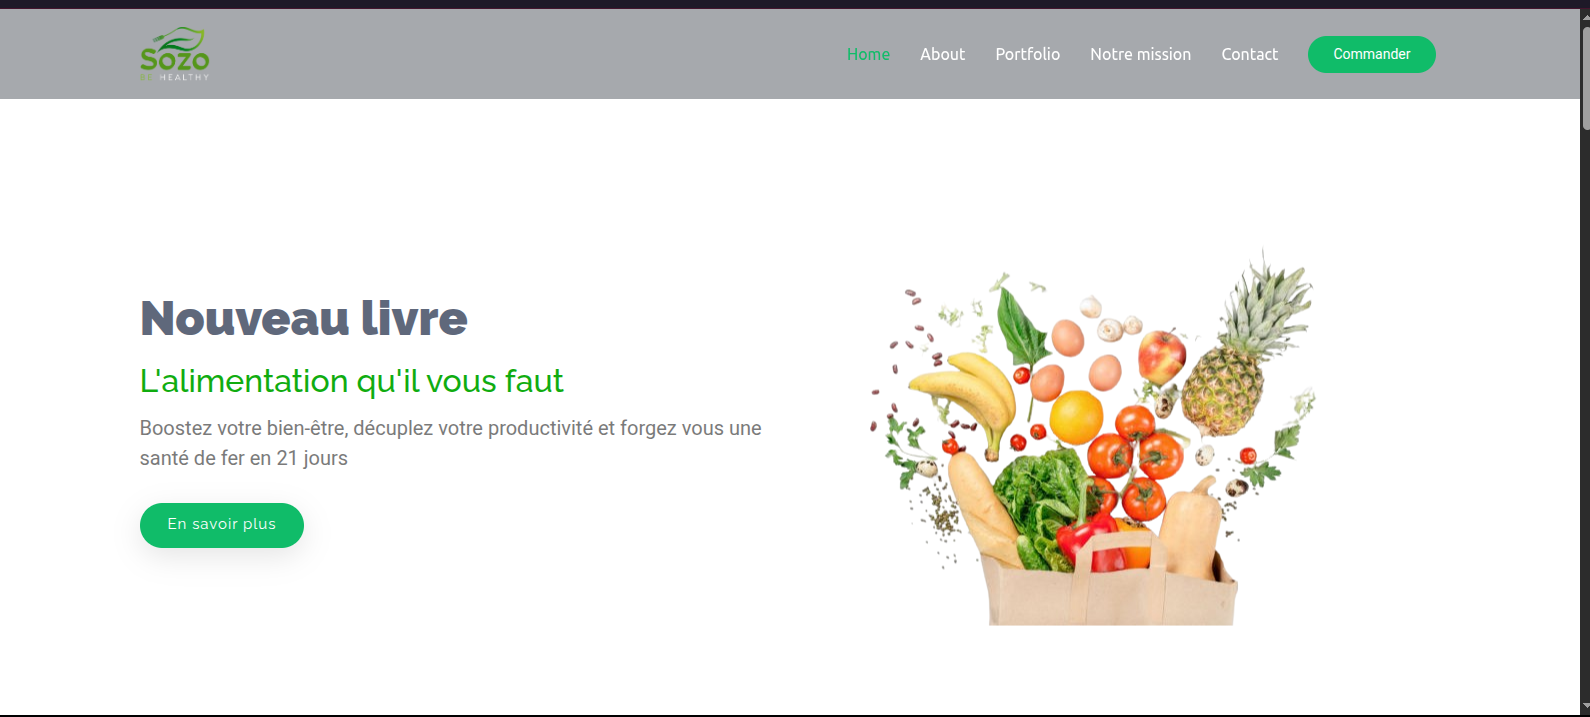 Sozo
BE HEALTHY
Home About Portfolio Notre mission Contact Commander
Nouveau livre
L'alimentation qu'il vous faut
Boostez votre bien-être, décuplez votre productivité et forgez vous une
santé de fer en 21 jours
En savoir plus